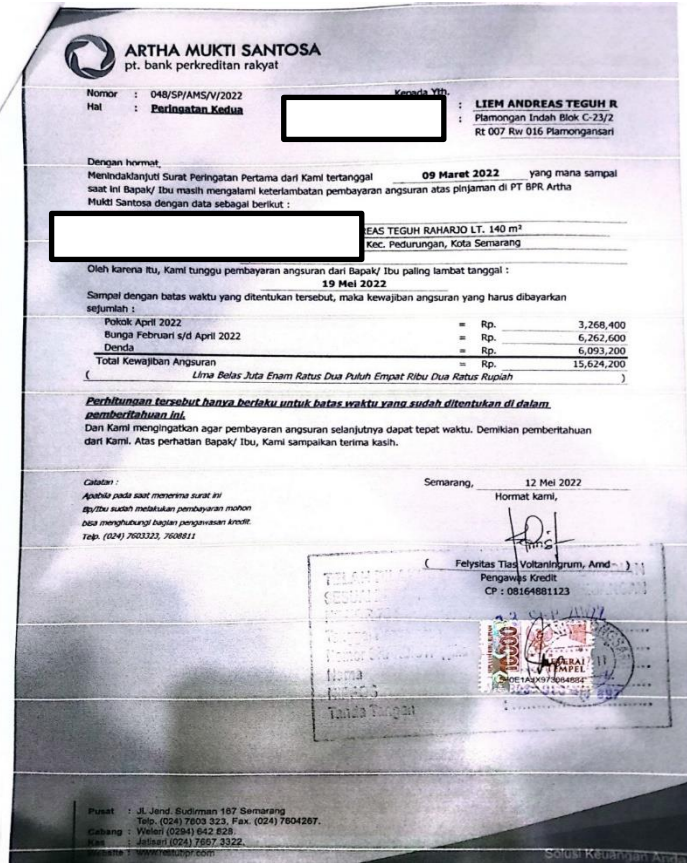 ARTHA MUKTI SANTOSA
pt. bank perkreditan rakyat
Nomor : 048/SP/AMS/V/2022
Hal : Peringatan Kedua
Kepada Yth.
: LIEM ANDREAS TEGUH R
: Plamongan Indah Blok C-23/2
Rt 007 Rw 016 Plamongansari
Dengan hormat,
Menindaklanjuti Surat Peringatan Pertama dari Kami tertanggal 09 Maret 2022 yang mana sampai
saat ini Bapak/ Ibu masih mengalami keterlambatan pembayaran angsuran atas pinjaman di PT BPR Artha
Mukti Santosa dengan data sebagai berikut :
EAS TEGUH RAHARJO LT. 140 m²
Kec. Pedurungan, Kota Semarang
Oleh karena itu, Kami tunggu pembayaran angsuran dari Bapak/ Ibu paling lambat tanggal :
19 Mei 2022
Sampai dengan batas waktu yang ditentukan tersebut, maka kewajiban angsuran yang harus dibayarkan
sejumlah :
Pokok April 2022 = Rp. 3,268,400
Bunga Februari s/d April 2022 = Rp. 6,262,600
Denda = Rp. 6,093,200
Total Kewajiban Angsuran = Rp. 15,624,200
( Lima Belas Juta Enam Ratus Dua Puluh Empat Ribu Dua Ratus Rupiah )
Perhitungan tersebut hanya berlaku untuk batas waktu yang sudah ditentukan di dalam
pemberitahuan ini.
Dan Kami mengingatkan agar pembayaran angsuran selanjutnya dapat tepat waktu. Demikian pemberitahuan
dari Kami. Atas perhatian Bapak/ Ibu, Kami sampaikan terima kasih.
Catatan :
Apabila pada saat menerima surat ini
Bp/Ibu sudah melakukan pembayaran mohon
bisa menghubungi bagian pengawasan kredit.
Telp. (024) 7603323, 7608811
Semarang, 12 Mei 2022
Hormat kami,
( Felysitas Tias Voltaningrum, Amd )
Pengawas Kredit
CP : 08164881123
10000
TEMPEL
Nama
Tanda Tangan :
Pusat : Jl. Jend. Sudirman 167 Semarang
Telp. (024) 7603 323, Fax. (024) 7604267.
Cabang : Weleri (0294) 642 828.
Kas : Jatisari (024) 7667 3322.
Solusi Keuangan